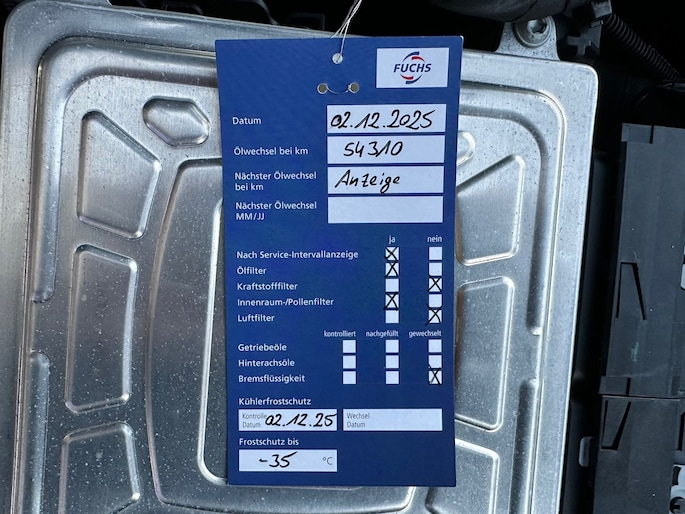 FUCHS
Datum 02.12.2025
Ölwechsel bei km 54310
Nächster Ölwechsel
bei km Anzeige
Nächster Ölwechsel
MM/JJ
ja nein
Nach Service-Intervallanzeige
Ölfilter
Kraftstofffilter
Innenraum-/Pollenfilter
Luftfilter
kontrolliert nachgefüllt gewechselt
Getriebeöle
Hinterachsöle
Bremsflüssigkeit
Kühlerfrostschutz
Kontrolle
Datum 02.12.25
Wechsel
Datum
Frostschutz bis
-35 °C